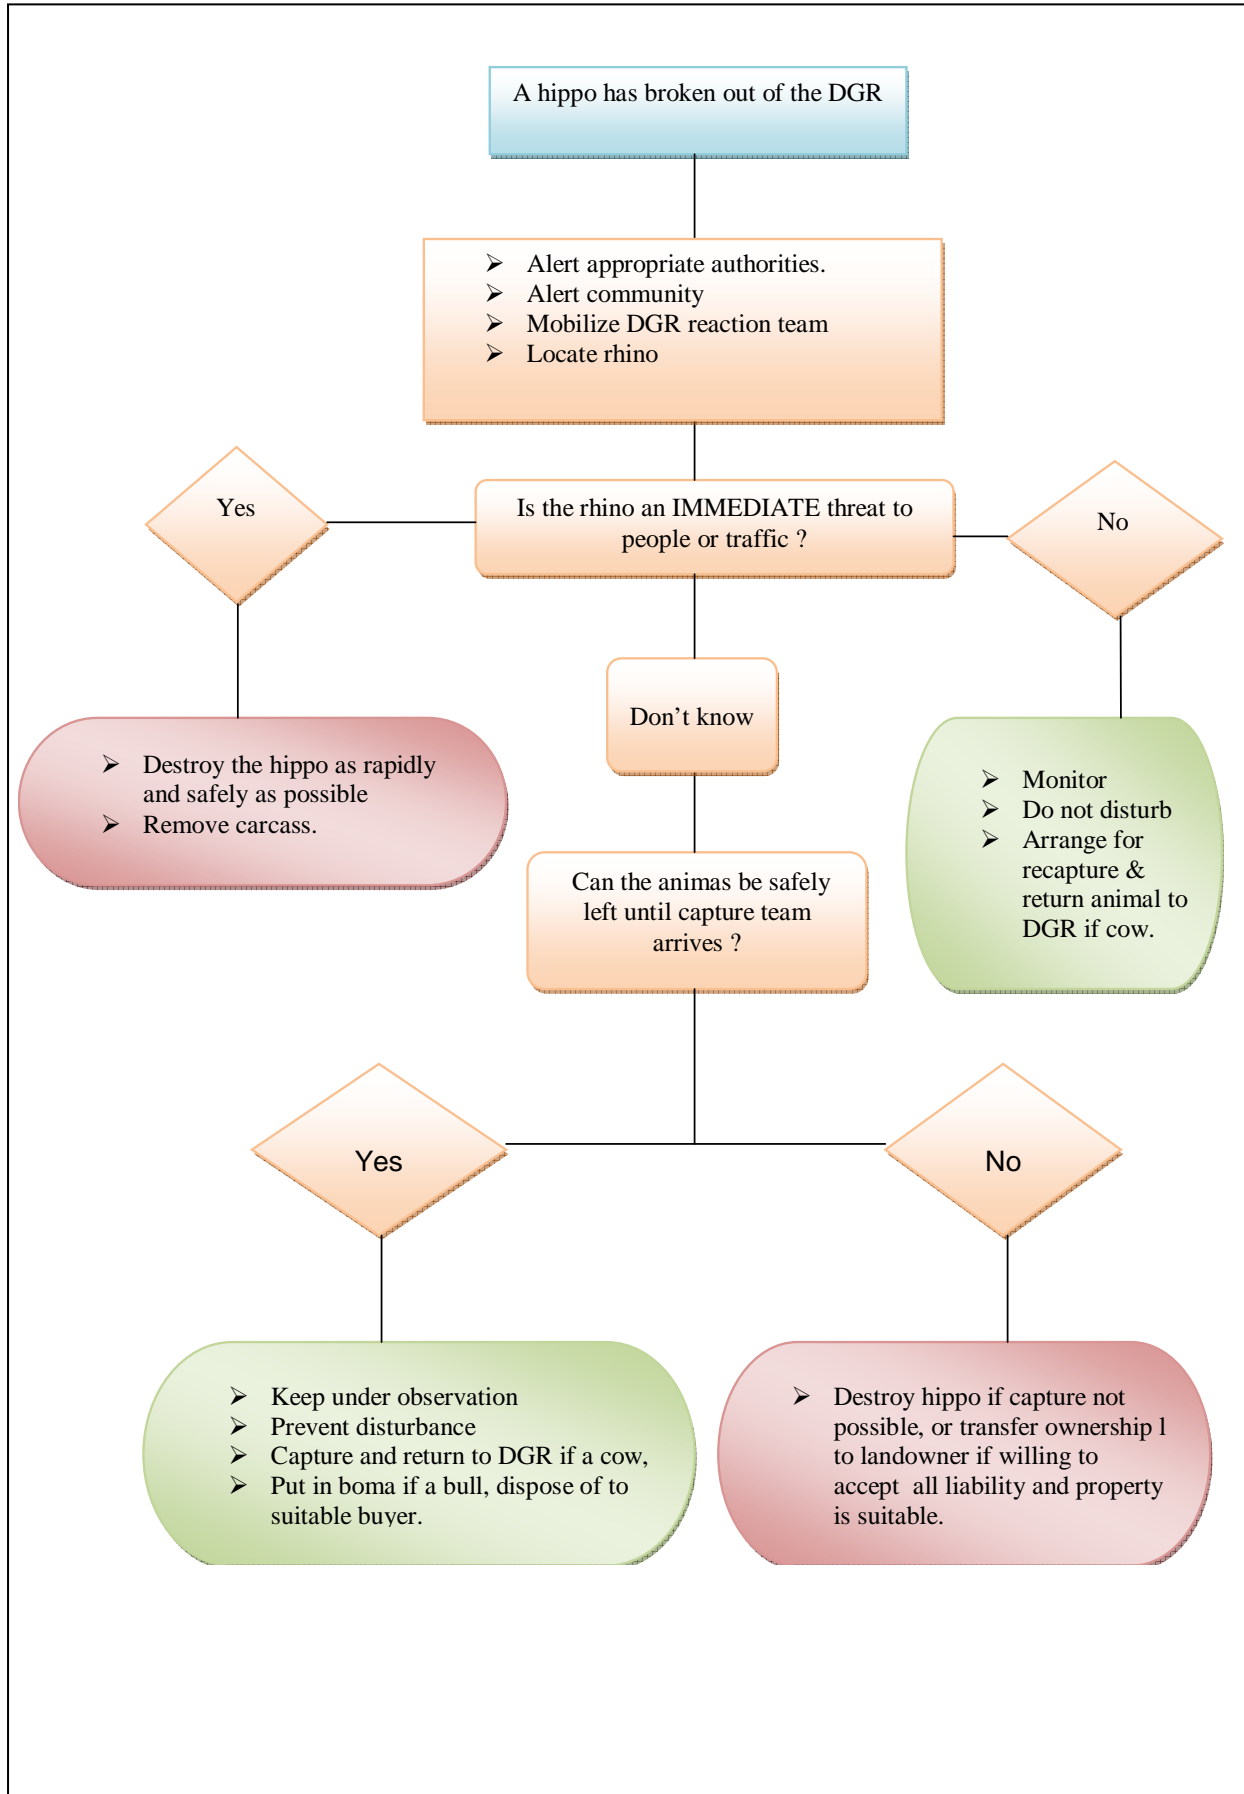 A hippo has broken out of the DGR
➢ Alert appropriate authorities.
➢ Alert community
➢ Mobilize DGR reaction team
➢ Locate rhino
Yes
Is the rhino an IMMEDIATE threat to
people or traffic ?
No
Don’t know
➢ Destroy the hippo as rapidly
and safely as possible
➢ Remove carcass.
➢ Monitor
➢ Do not disturb
➢ Arrange for
recapture &
return animal to
DGR if cow.
Can the animas be safely
left until capture team
arrives ?
Yes
No
➢ Keep under observation
➢ Prevent disturbance
➢ Capture and return to DGR if a cow,
➢ Put in boma if a bull, dispose of to
suitable buyer.
➢ Destroy hippo if capture not
possible, or transfer ownership l
to landowner if willing to
accept  all liability and property
is suitable.